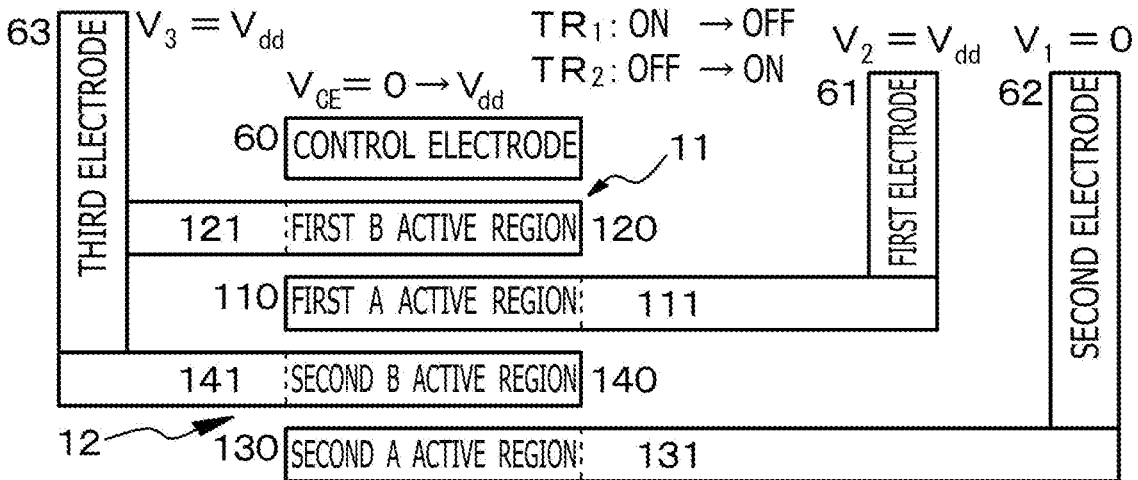 63
V3 = Vdd
TR1: ON → OFF
TR2: OFF → ON
V2 = Vdd
V1 = 0
VCE = 0 → Vdd
61
62
60
CONTROL ELECTRODE
11
THIRD ELECTRODE
FIRST ELECTRODE
SECOND ELECTRODE
121
FIRST B ACTIVE REGION
120
110
FIRST A ACTIVE REGION
111
141
SECOND B ACTIVE REGION
140
12
130
SECOND A ACTIVE REGION
131